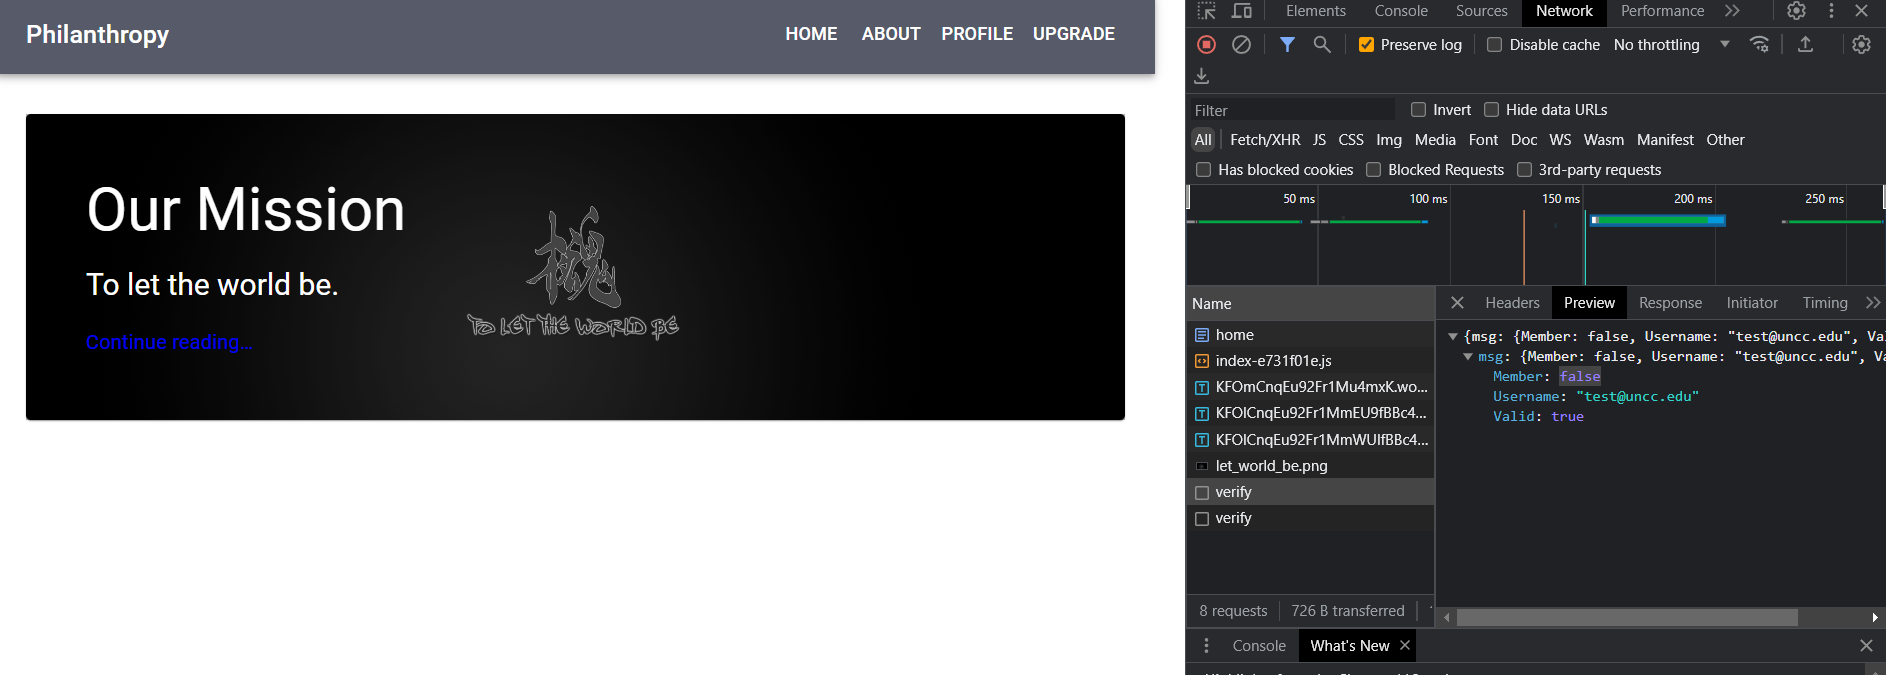 Philanthropy
HOME ABOUT PROFILE UPGRADE
Our Mission
To let the world be.
Continue reading...
TO LET THE WORLD BE
Elements Console Sources Network Performance
Preserve log Disable cache No throttling
Filter Invert Hide data URLs
All Fetch/XHR JS CSS Img Media Font Doc WS Wasm Manifest Other
Has blocked cookies Blocked Requests 3rd-party requests
50 ms 100 ms 150 ms 200 ms 250 ms
Name
home
index-e731f01e.js
KFOmCnqEu92Fr1Mu4mxK.wo...
KFOlCnqEu92Fr1MmEU9fBBc4...
KFOlCnqEu92Fr1MmWUlfBBc4...
let_world_be.png
verify
verify
8 requests 726 B transferred
Headers Preview Response Initiator Timing
{msg: {Member: false, Username: "test@uncc.edu", Va
msg: {Member: false, Username: "test@uncc.edu", V
Member: false
Username: "test@uncc.edu"
Valid: true
Console What's New